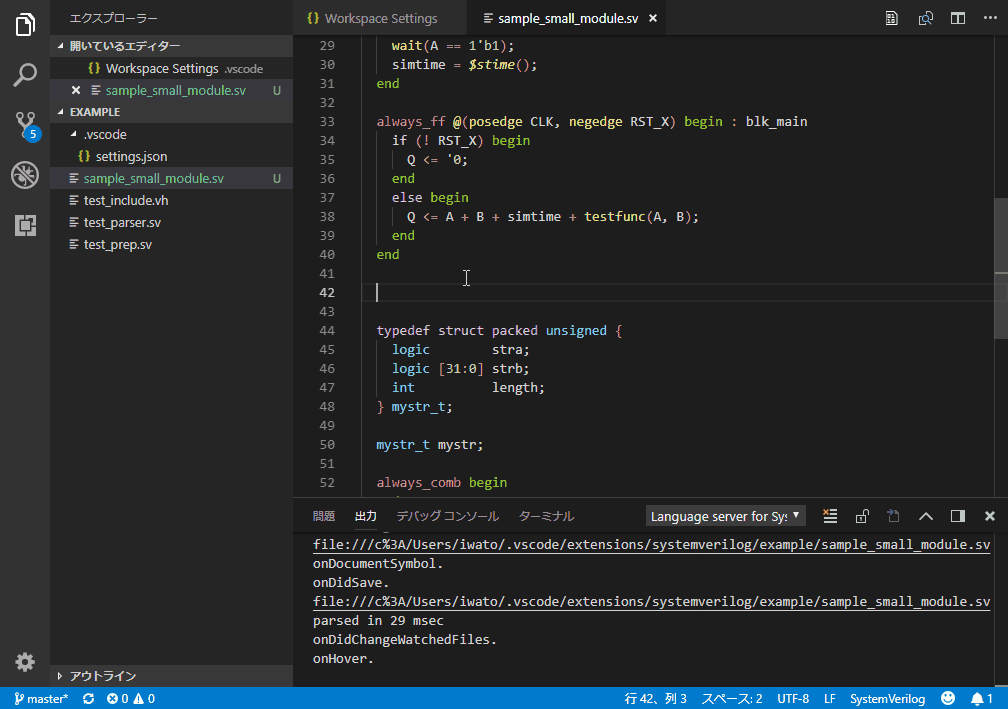 エクスプローラー
開いているエディター
{} Workspace Settings .vscode
sample_small_module.sv U
EXAMPLE
.vscode
{} settings.json
sample_small_module.sv U
test_include.vh
test_parser.sv
test_prep.sv
アウトライン
5
{} Workspace Settings
sample_small_module.sv
29 wait(A == 1'b1);
30 simtime = $stime();
31 end
32
33 always_ff @(posedge CLK, negedge RST_X) begin : blk_main
34 if (! RST_X) begin
35 Q <= '0;
36 end
37 else begin
38 Q <= A + B + simtime + testfunc(A, B);
39 end
40 end
41
42
43
44 typedef struct packed unsigned {
45 logic stra;
46 logic [31:0] strb;
47 int length;
48 } mystr_t;
49
50 mystr_t mystr;
51
52 always_comb begin
問題 出力 デバッグ コンソール ターミナル Language server for Sy
file:///c%3A/Users/iwato/.vscode/extensions/systemverilog/example/sample_small_module.sv
onDocumentSymbol.
onDidSave.
file:///c%3A/Users/iwato/.vscode/extensions/systemverilog/example/sample_small_module.sv
parsed in 29 msec
onDidChangeWatchedFiles.
onHover.
master* 0 0 行 42、列 3 スペース: 2 UTF-8 LF SystemVerilog 1